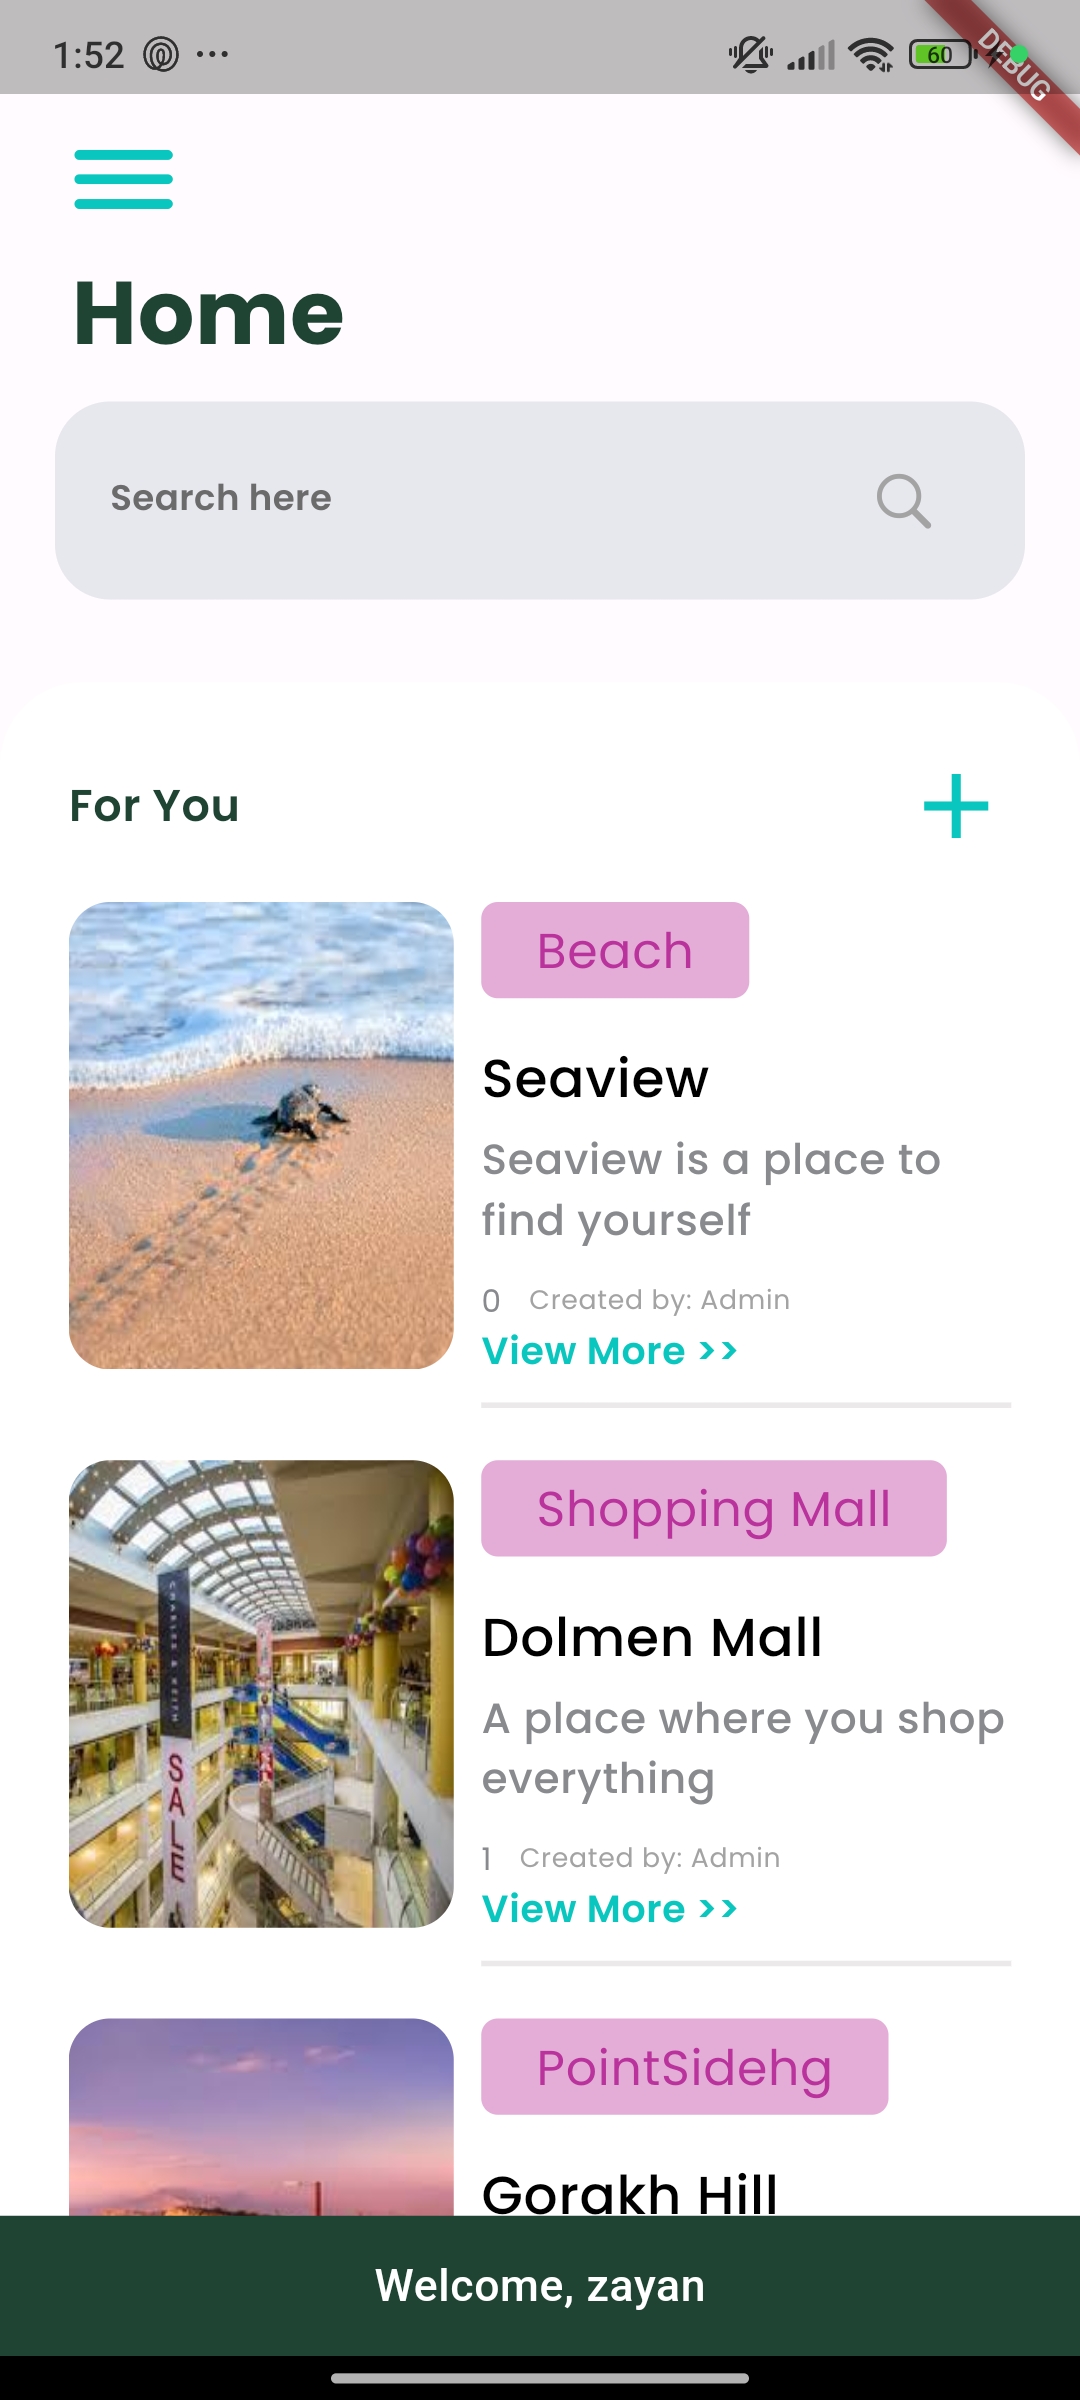 1:52
60
DEBUG
Home
Search here
For You
Beach
Seaview
Seaview is a place to
find yourself
0 Created by: Admin
View More >>
Shopping Mall
Dolmen Mall
A place where you shop
everything
1 Created by: Admin
View More >>
SALE
PointSidehg
Gorakh Hill
Welcome, zayan